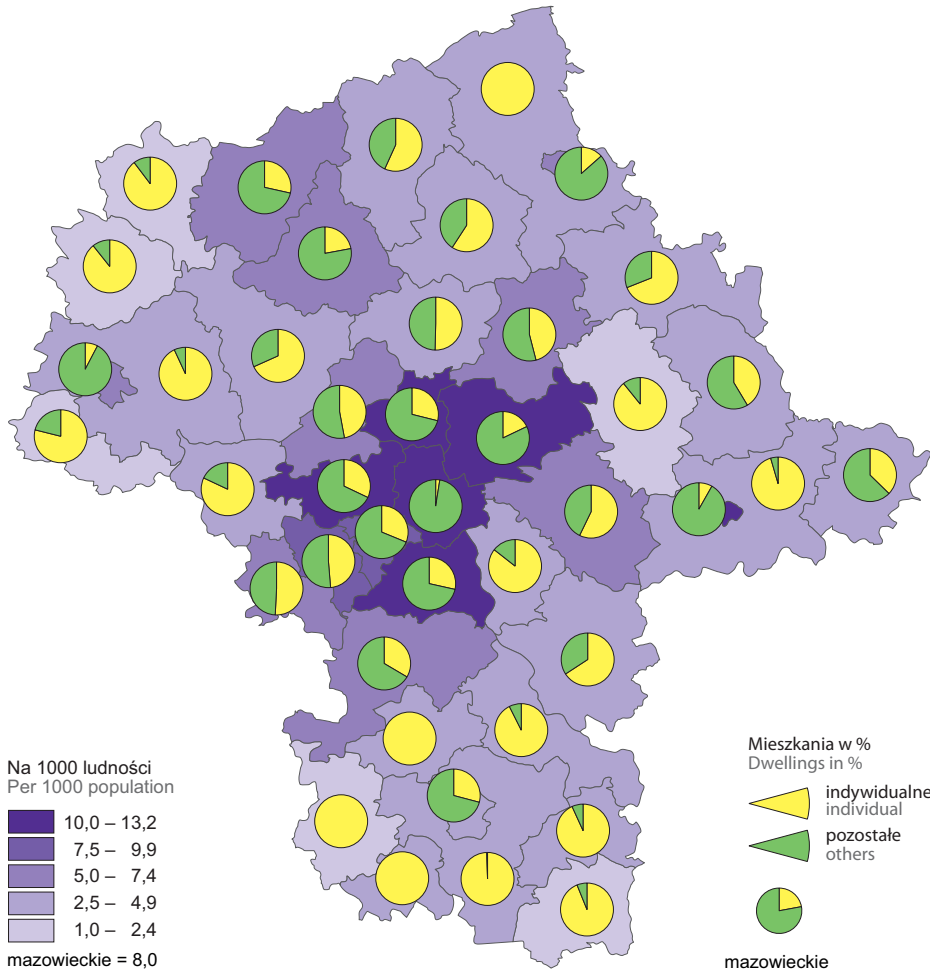 Na 1000 ludności
Per 1000 population
10,0 – 13,2
7,5 – 9,9
5,0 – 7,4
2,5 – 4,9
1,0 – 2,4
mazowieckie = 8,0
Mieszkania w %
Dwellings in %
indywidualne
individual
pozostałe
others
mazowieckie